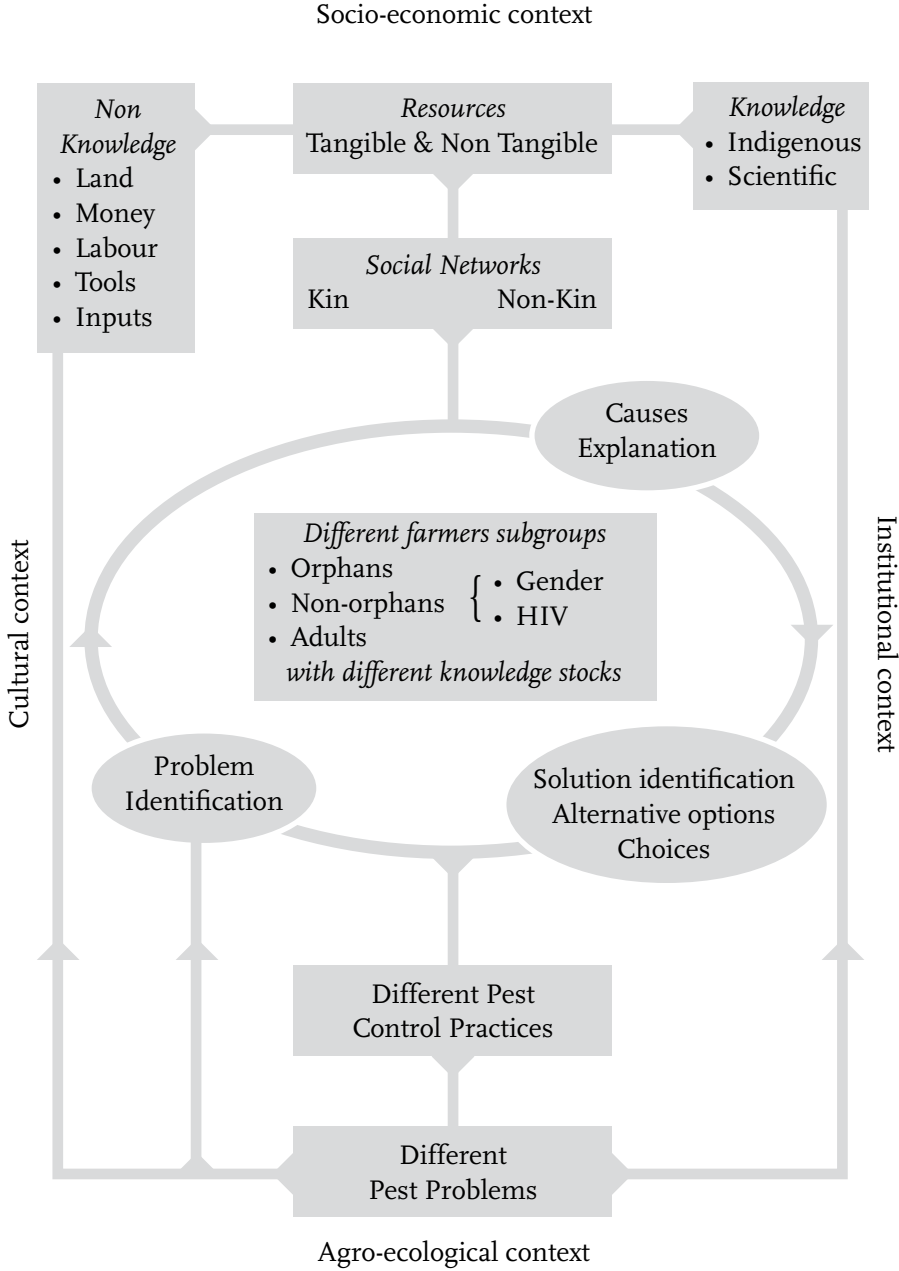 Socio-economic context
Non
Knowledge
• Land
• Money
• Labour
• Tools
• Inputs
Resources
Tangible & Non Tangible
Knowledge
• Indigenous
• Scientific
Social Networks
Kin Non-Kin
Causes
Explanation
Different farmers subgroups
• Orphans
• Non-orphans
• Adults
{ • Gender
• HIV
with different knowledge stocks
Cultural context
Institutional context
Problem
Identification
Solution identification
Alternative options
Choices
Different Pest
Control Practices
Different
Pest Problems
Agro-ecological context